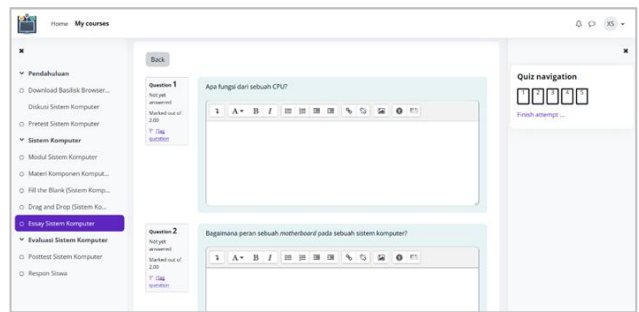 Home My courses
XS
Back
Pendahuluan
Download Basilisk Browser...
Diskusi Sistem Komputer
Pretest Sistem Komputer
Sistem Komputer
Modul Sistem Komputer
Materi Komponen Komput...
Fill the Blank (Sistem Komp...
Drag and Drop (Sistem Ko...
Essay Sistem Komputer
Evaluasi Sistem Komputer
Posttest Sistem Komputer
Respon Siswa
Question 1
Not yet
answered
Marked out of
2.00
Flag
question
Apa fungsi dari sebuah CPU?
A B I
Question 2
Not yet
answered
Marked out of
2.00
Flag
question
Bagaimana peran sebuah motherboard pada sebuah sistem komputer?
A B I
Quiz navigation
1 2 3 4 5
Finish attempt ...